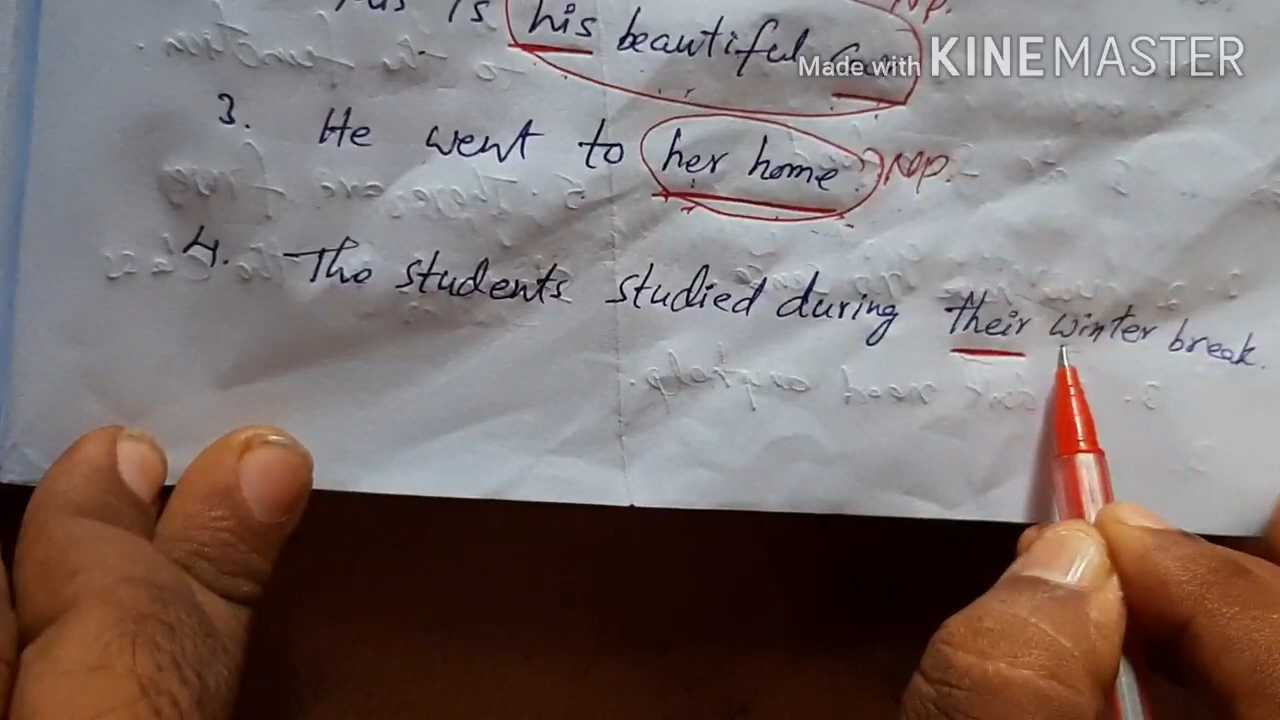 is his beautiful
NP.
Made with KINEMASTER
3. He went to her home. NP.
4. The students studied during their winter break.